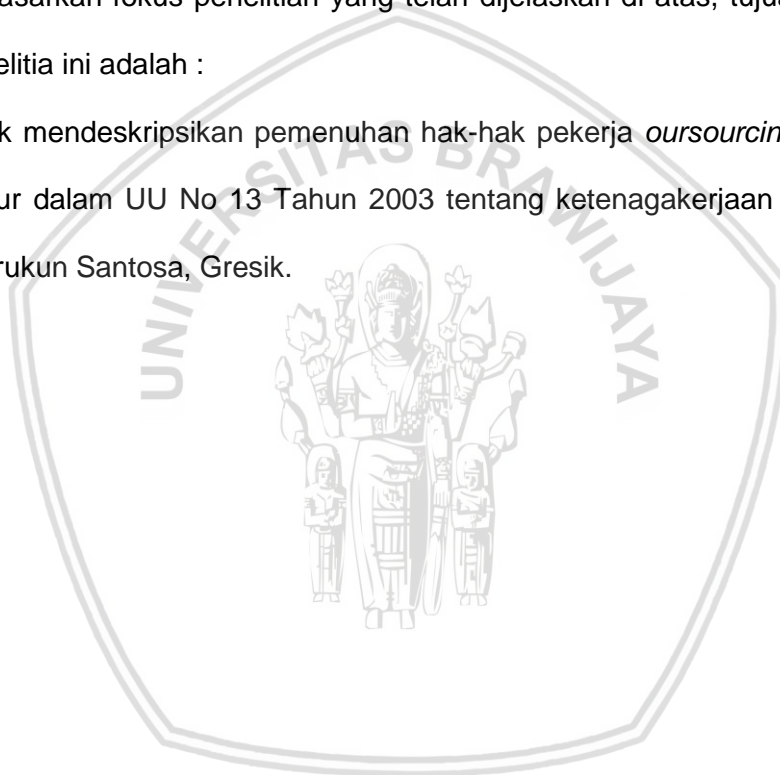 asarkan fokus penelitian yang telah dijelaskan di atas, tujua
elitia ini adalah :
k mendeskripsikan pemenuhan hak-hak pekerja oursourcin
ur dalam UU No 13 Tahun 2003 tentang ketenagakerjaan
rukun Santosa, Gresik.
UNIVERSITAS BRAWIJAYA